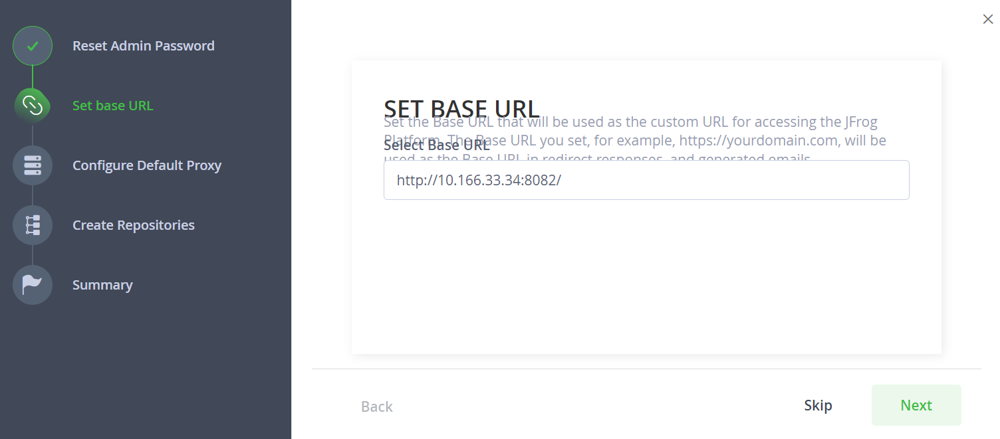 Reset Admin Password
Set base URL
Configure Default Proxy
Create Repositories
Summary
SET BASE URL
Set the Base URL that will be used as the custom URL for accessing the JFrog
Platform. The Base URL you set, for example, https://yourdomain.com, will be
used as the Base URL in redirect responses, and generated emails.
Select Base URL
http://10.166.33.34:8082/
Back
Skip
Next